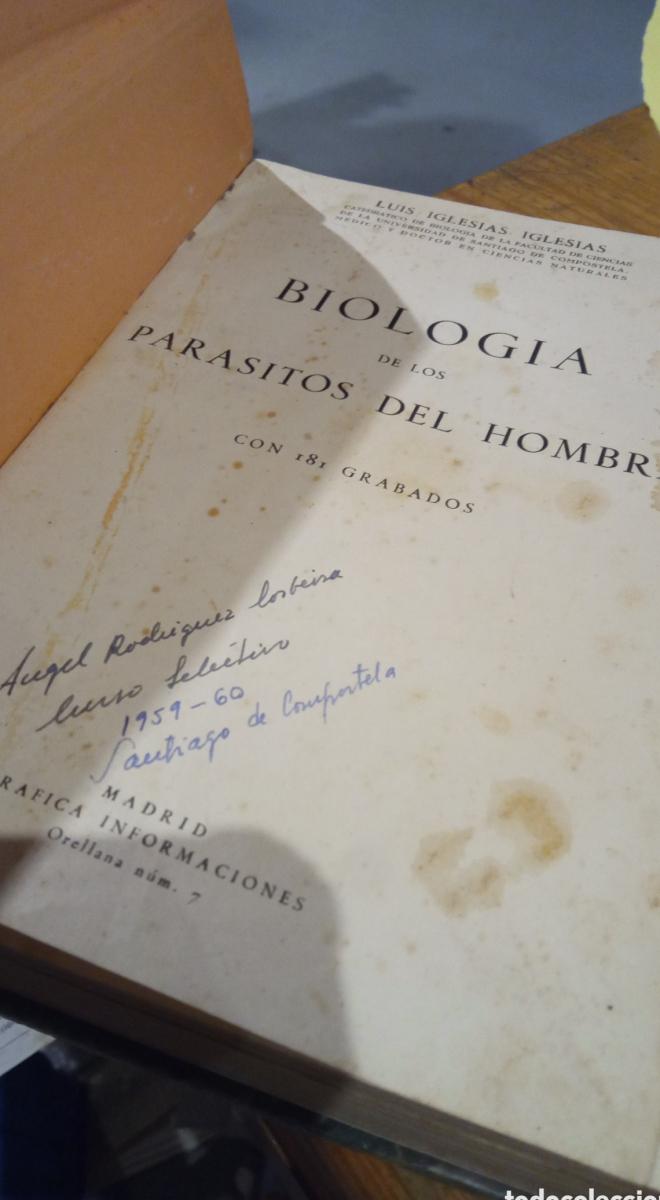 LUIS IGLESIAS IGLESIAS
CATEDRATICO DE BIOLOGIA DE LA FACULTAD DE CIENCIAS
DE LA UNIVERSIDAD DE SANTIAGO DE COMPOSTELA.
MEDICO Y DOCTOR EN CIENCIAS NATURALES
BIOLOGIA
DE LOS
PARASITOS DEL HOMBR
CON 181 GRABADOS
Angel Rodriguez
Curso Selectivo
1959-60
Santiago de Compostela
MADRID
RAFICA INFORMACIONES
Orellana núm. 7
todocoleccio